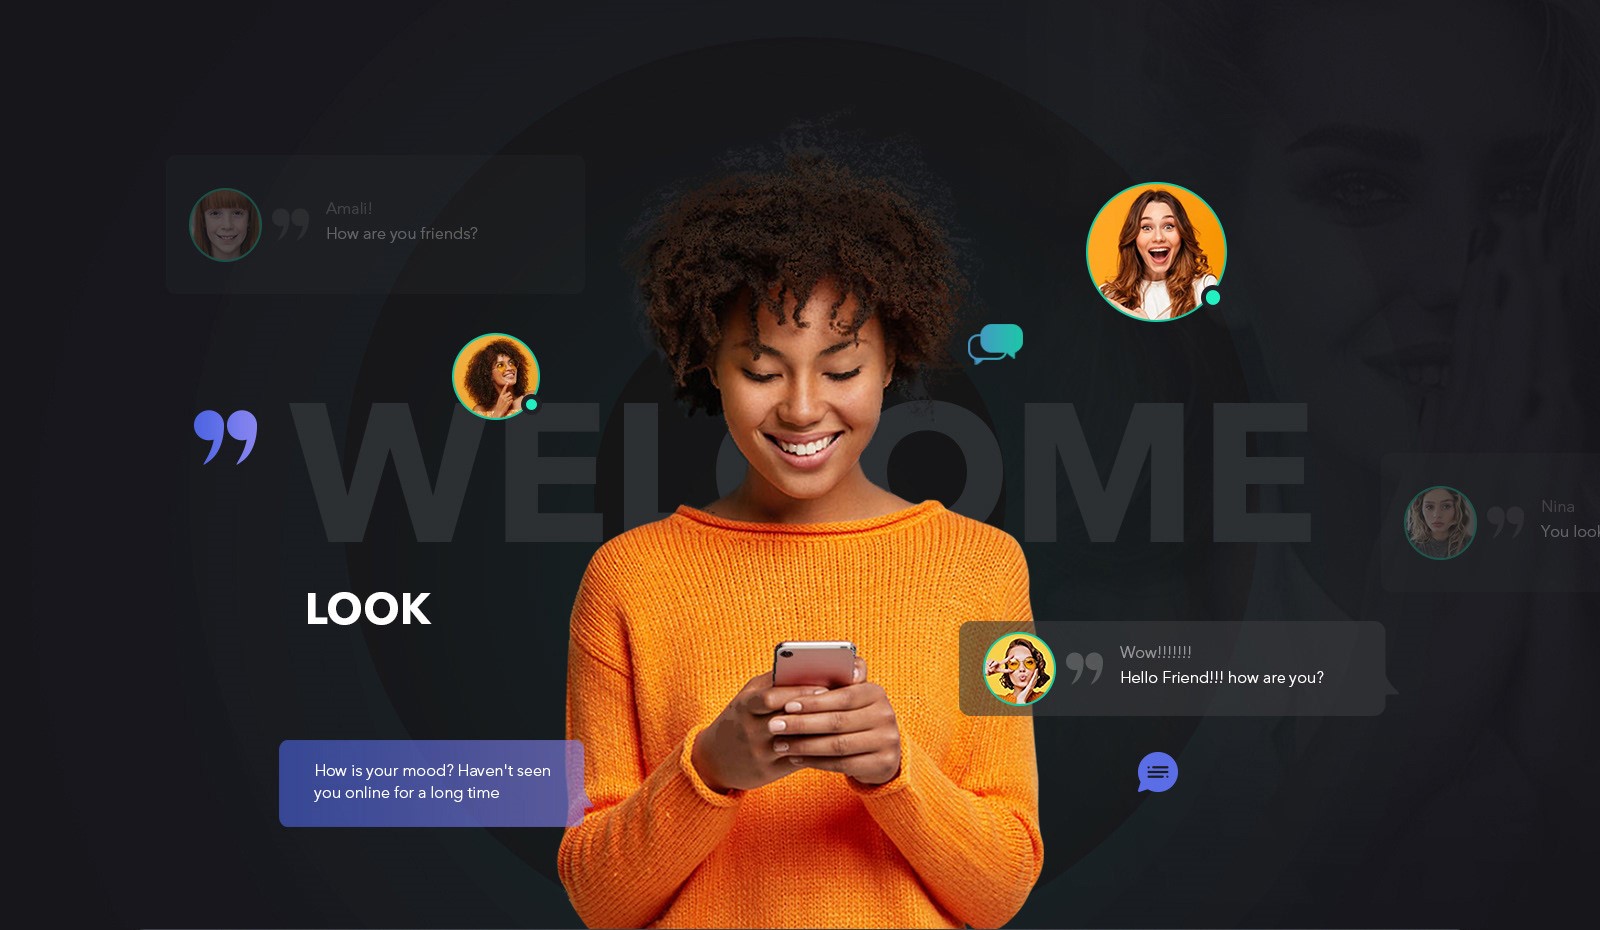 Amali!
How are you friends?
WELCOME
Nina
You look
LOOK
Wow!!!!!!!
Hello Friend!!! how are you?
How is your mood? Haven't seen
you online for a long time